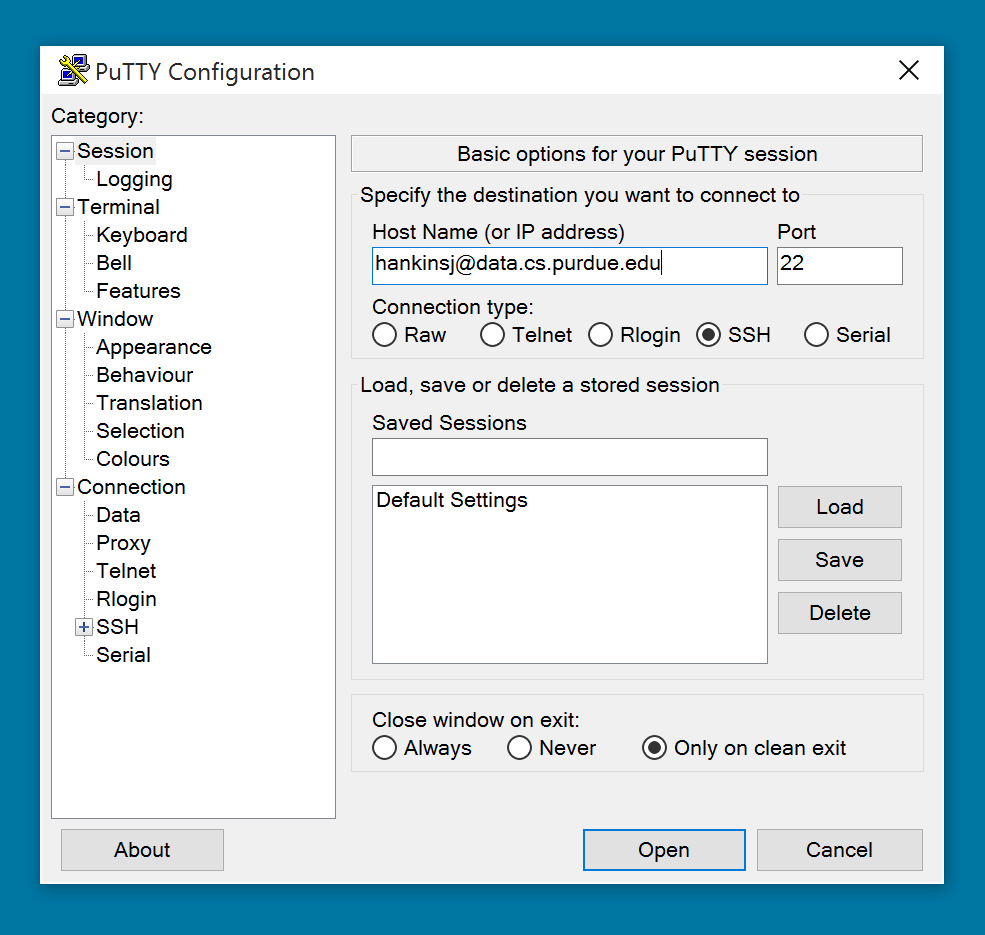 PuTTY Configuration
Category:
Session
Logging
Terminal
Keyboard
Bell
Features
Window
Appearance
Behaviour
Translation
Selection
Colours
Connection
Data
Proxy
Telnet
Rlogin
SSH
Serial
Basic options for your PuTTY session
Specify the destination you want to connect to
Host Name (or IP address) Port
hankinsj@data.cs.purdue.edu 22
Connection type:
Raw Telnet Rlogin SSH Serial
Load, save or delete a stored session
Saved Sessions
Default Settings
Load
Save
Delete
Close window on exit:
Always Never Only on clean exit
About Open Cancel